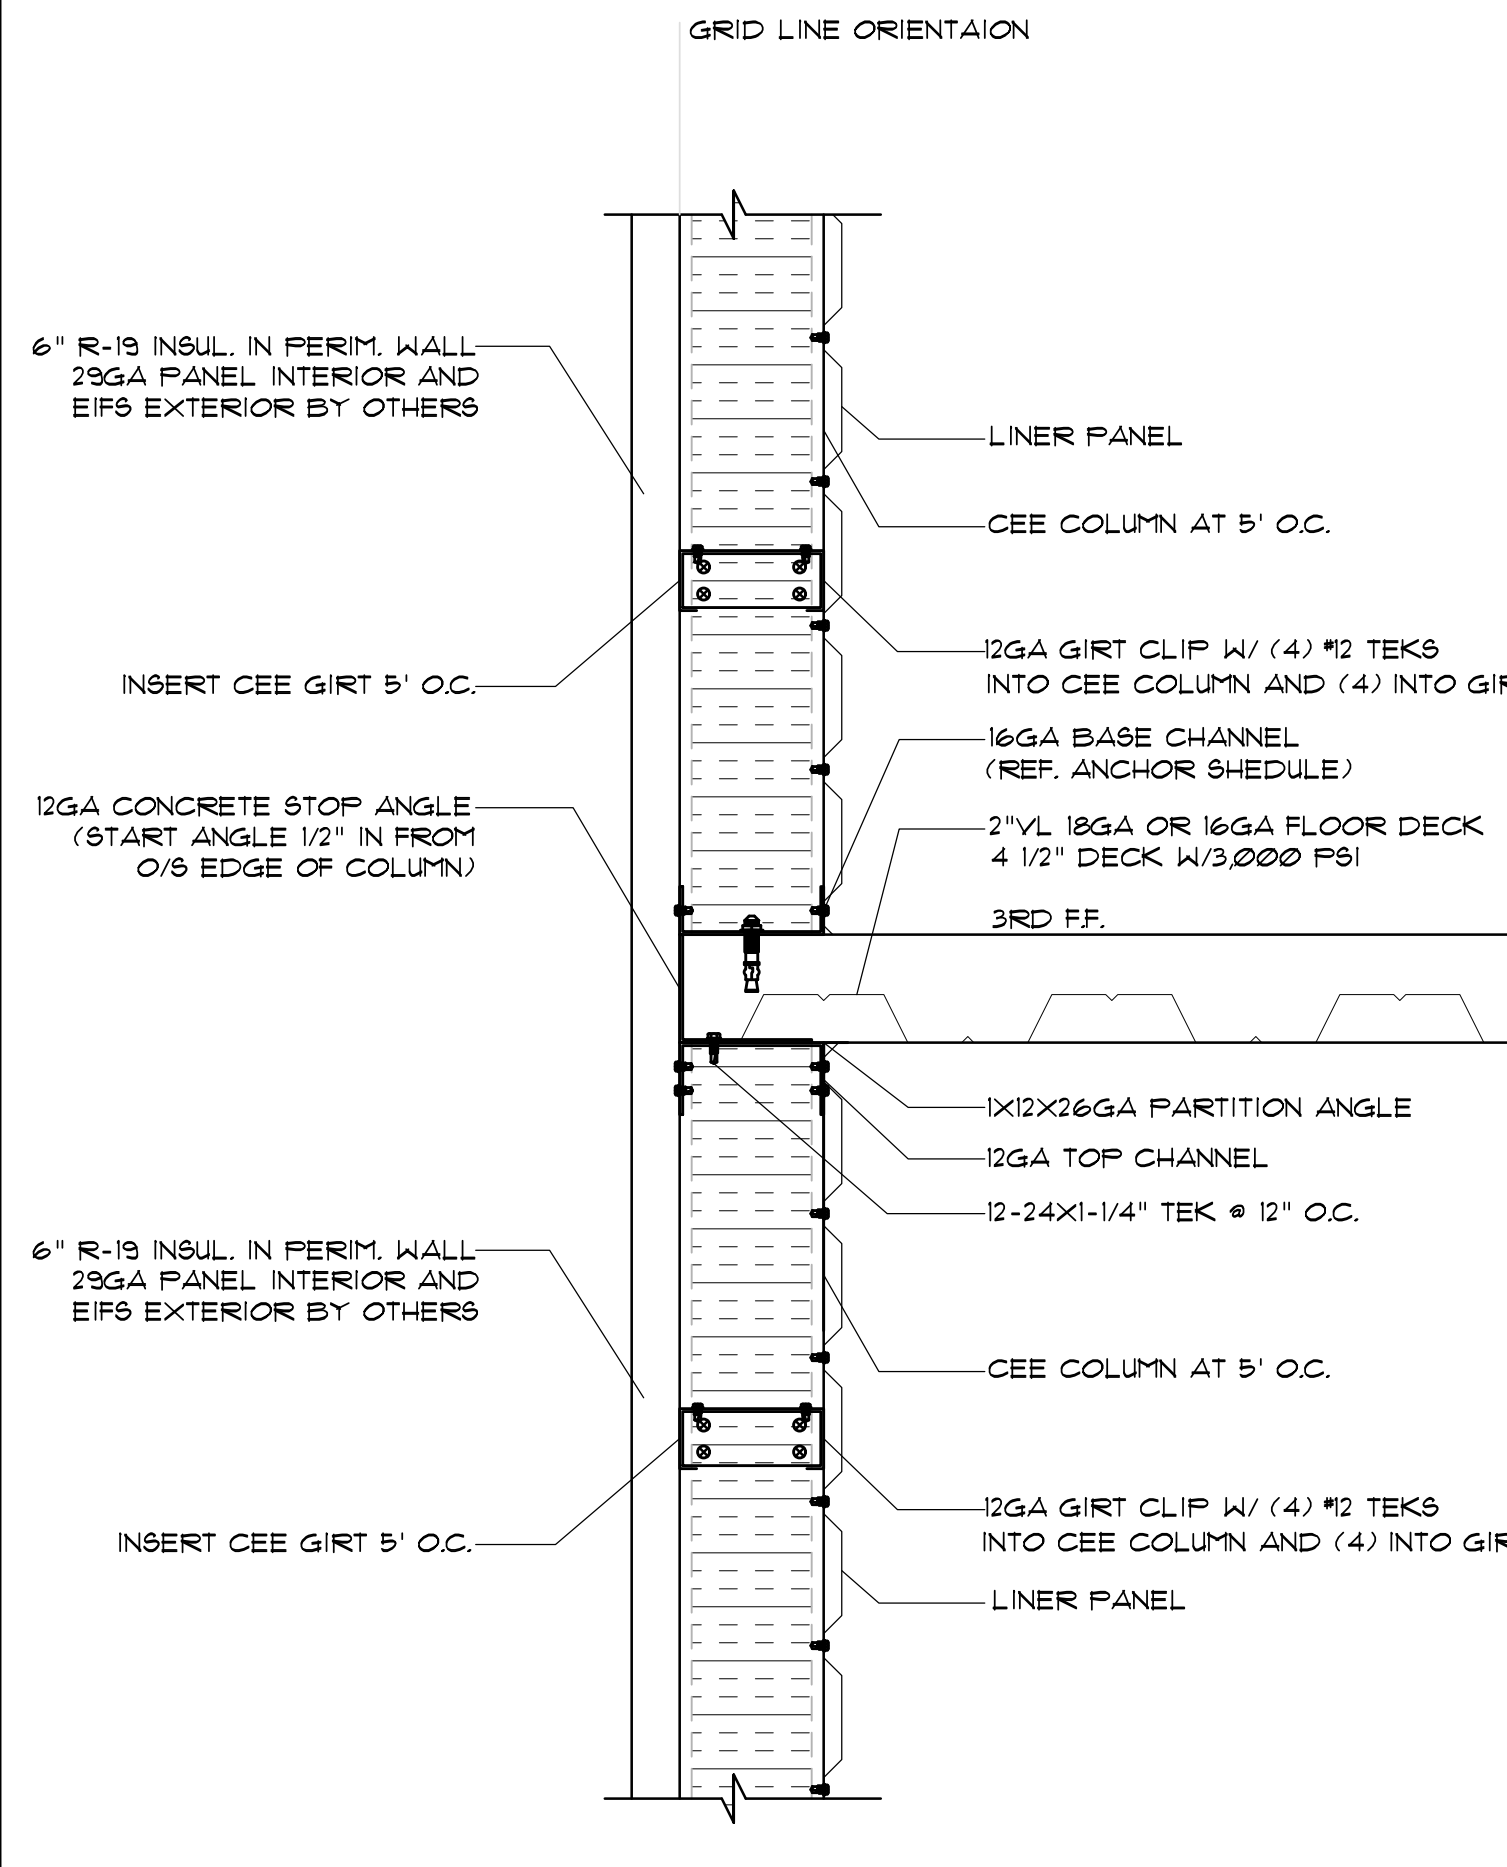 GRID LINE ORIENTAION
6" R-19 INSUL. IN PERIM. WALL
29GA PANEL INTERIOR AND
EIFS EXTERIOR BY OTHERS
LINER PANEL
CEE COLUMN AT 5' O.C.
INSERT CEE GIRT 5' O.C.
12GA GIRT CLIP W/ (4) #12 TEKS
INTO CEE COLUMN AND (4) INTO
16GA BASE CHANNEL
(REF. ANCHOR SHEDULE)
12GA CONCRETE STOP ANGLE
(START ANGLE 1/2" IN FROM
O/S EDGE OF COLUMN)
2"VL 18GA OR 16GA FLOOR DECK
4 1/2" DECK W/3,000 PSI
3RD F.F.
1X12X26GA PARTITION ANGLE
12GA TOP CHANNEL
12-24X1-1/4" TEK @ 12" O.C.
6" R-19 INSUL. IN PERIM. WALL
29GA PANEL INTERIOR AND
EIFS EXTERIOR BY OTHERS
CEE COLUMN AT 5' O.C.
INSERT CEE GIRT 5' O.C.
12GA GIRT CLIP W/ (4) #12 TEKS
INTO CEE COLUMN AND (4) INTO
LINER PANEL